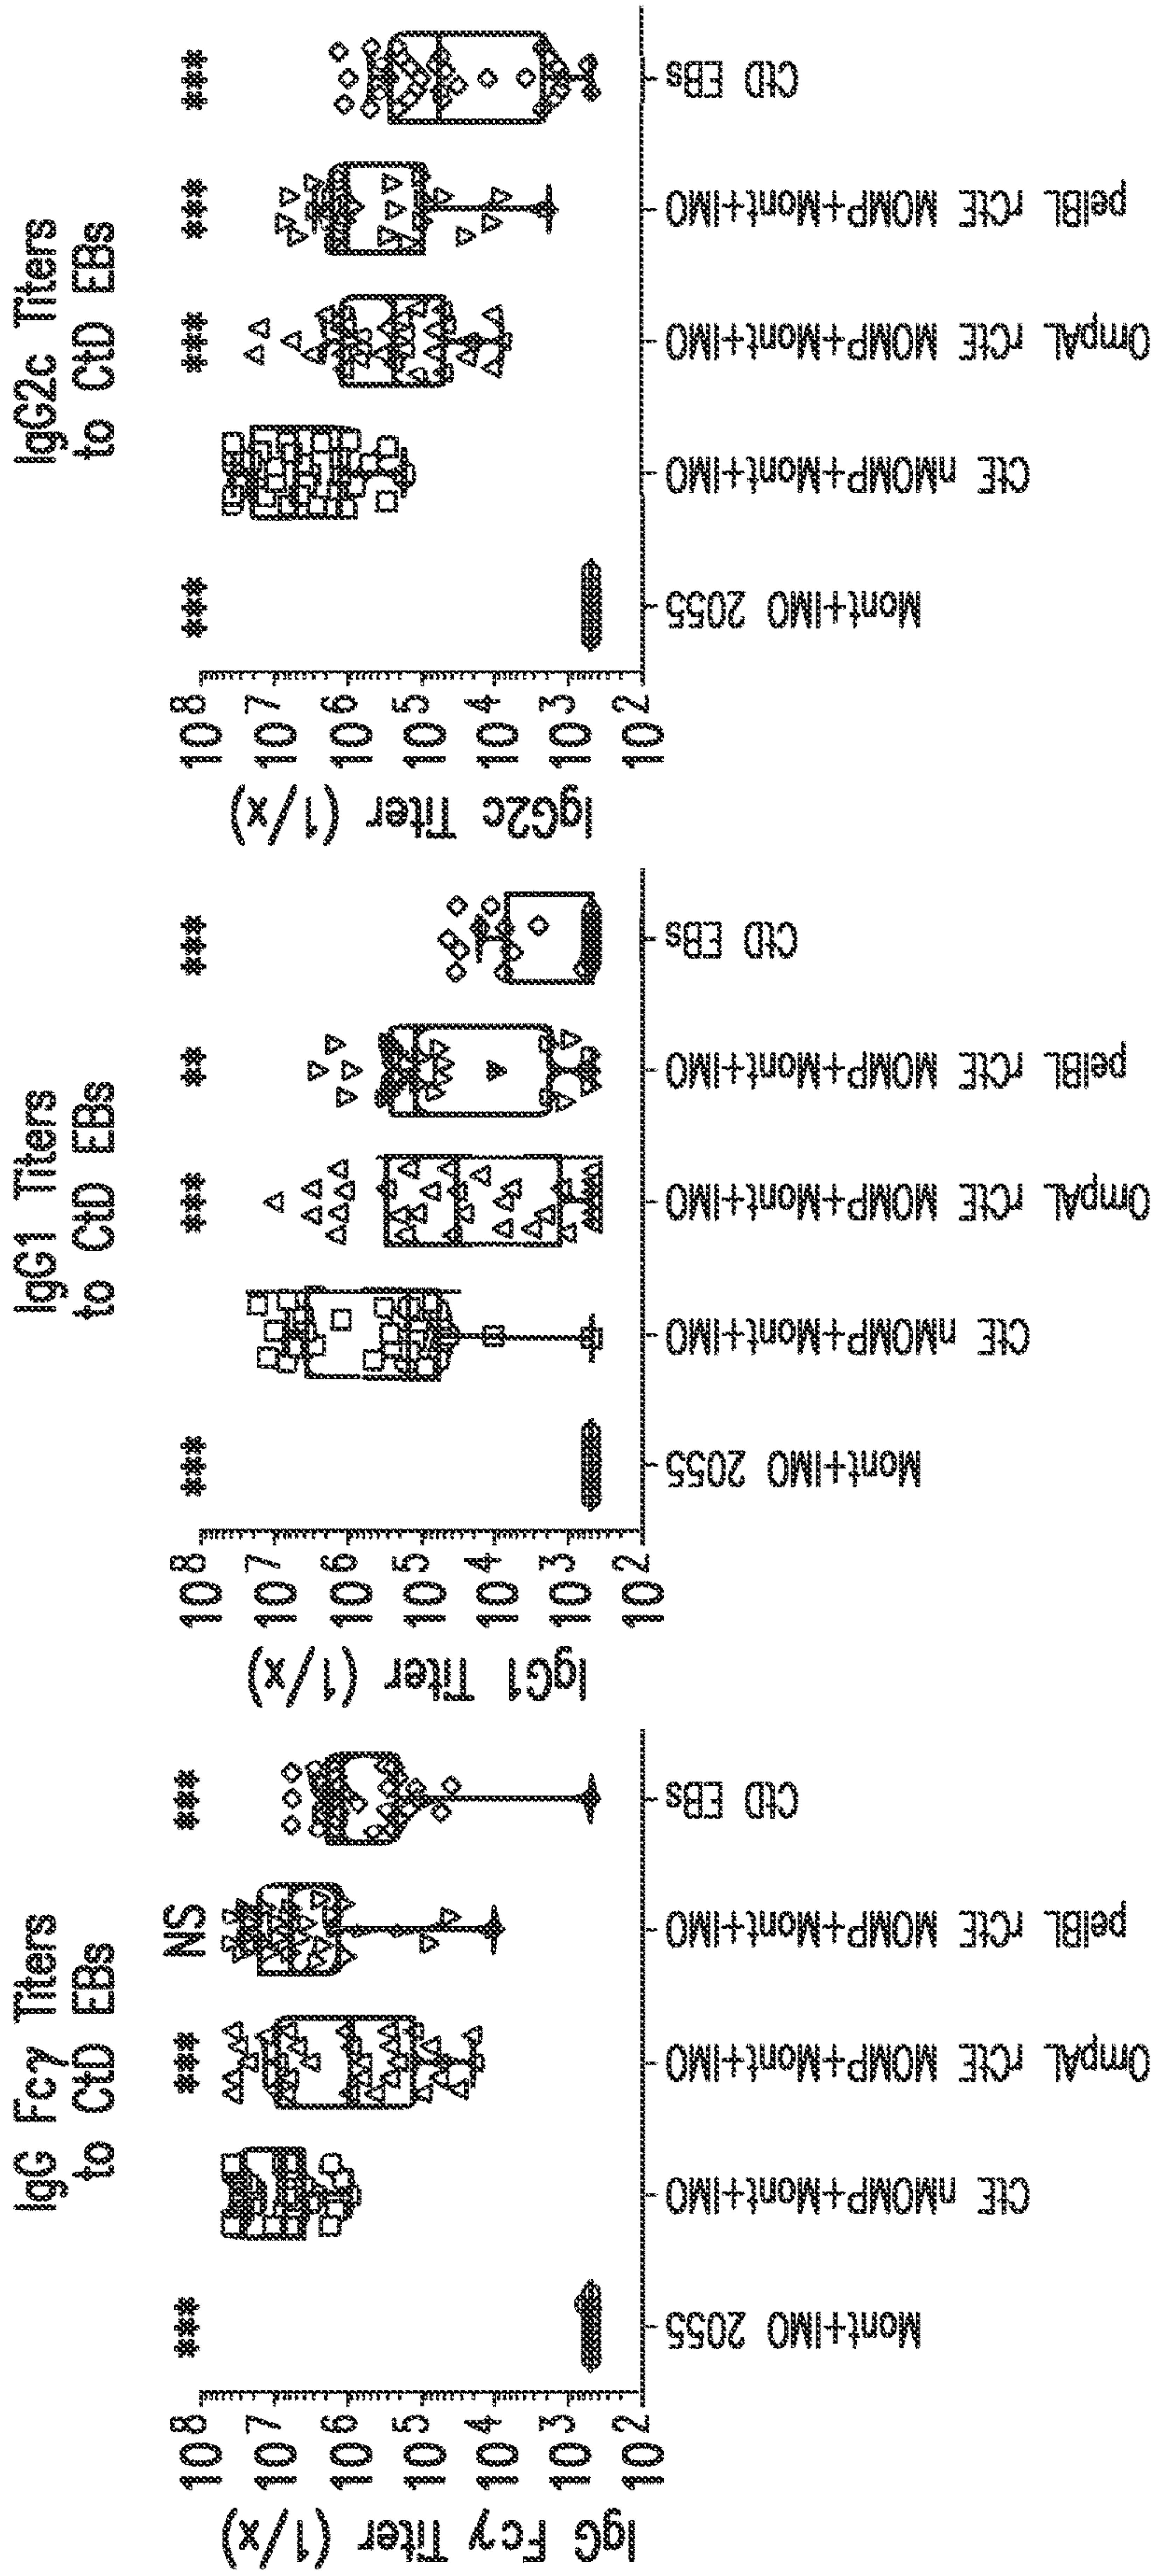 IgG Fcγ Titers
to CtD EBs
IgG Fcγ Titer (1/x)
10 8
10 7
10 6
10 5
10 4
10 3
10 2
***
***
NS
***
Mont+IMO 2055
CtE nMOMP+Mont+IMO
OmpAL rCtE MOMP+Mont+IMO
pelBL rCtE MOMP+Mont+IMO
CtD EBs
IgG1 Titers
to CtD EBs
IgG1 Titer (1/x)
10 8
10 7
10 6
10 5
10 4
10 3
10 2
***
***
**
***
Mont+IMO 2055
CtE nMOMP+Mont+IMO
OmpAL rCtE MOMP+Mont+IMO
pelBL rCtE MOMP+Mont+IMO
CtD EBs
IgG2c Titers
to CtD EBs
IgG2c Titer (1/x)
10 8
10 7
10 6
10 5
10 4
10 3
10 2
***
***
***
***
Mont+IMO 2055
CtE nMOMP+Mont+IMO
OmpAL rCtE MOMP+Mont+IMO
pelBL rCtE MOMP+Mont+IMO
CtD EBs